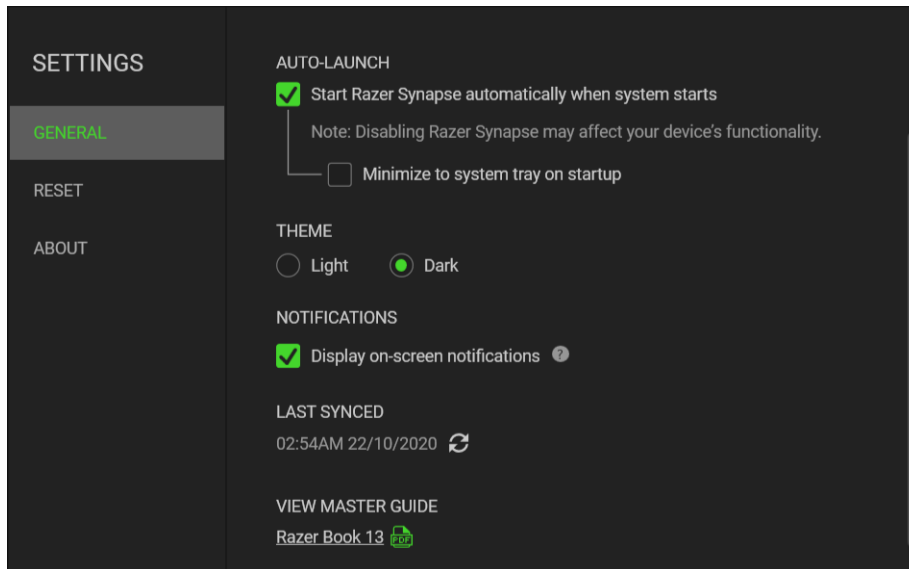 SETTINGS
GENERAL
RESET
ABOUT
AUTO-LAUNCH
Start Razer Synapse automatically when system starts
Note: Disabling Razer Synapse may affect your device's functionality.
Minimize to system tray on startup
THEME
Light Dark
NOTIFICATIONS
Display on-screen notifications ?
LAST SYNCED
02:54AM 22/10/2020
VIEW MASTER GUIDE
Razer Book 13 PDF